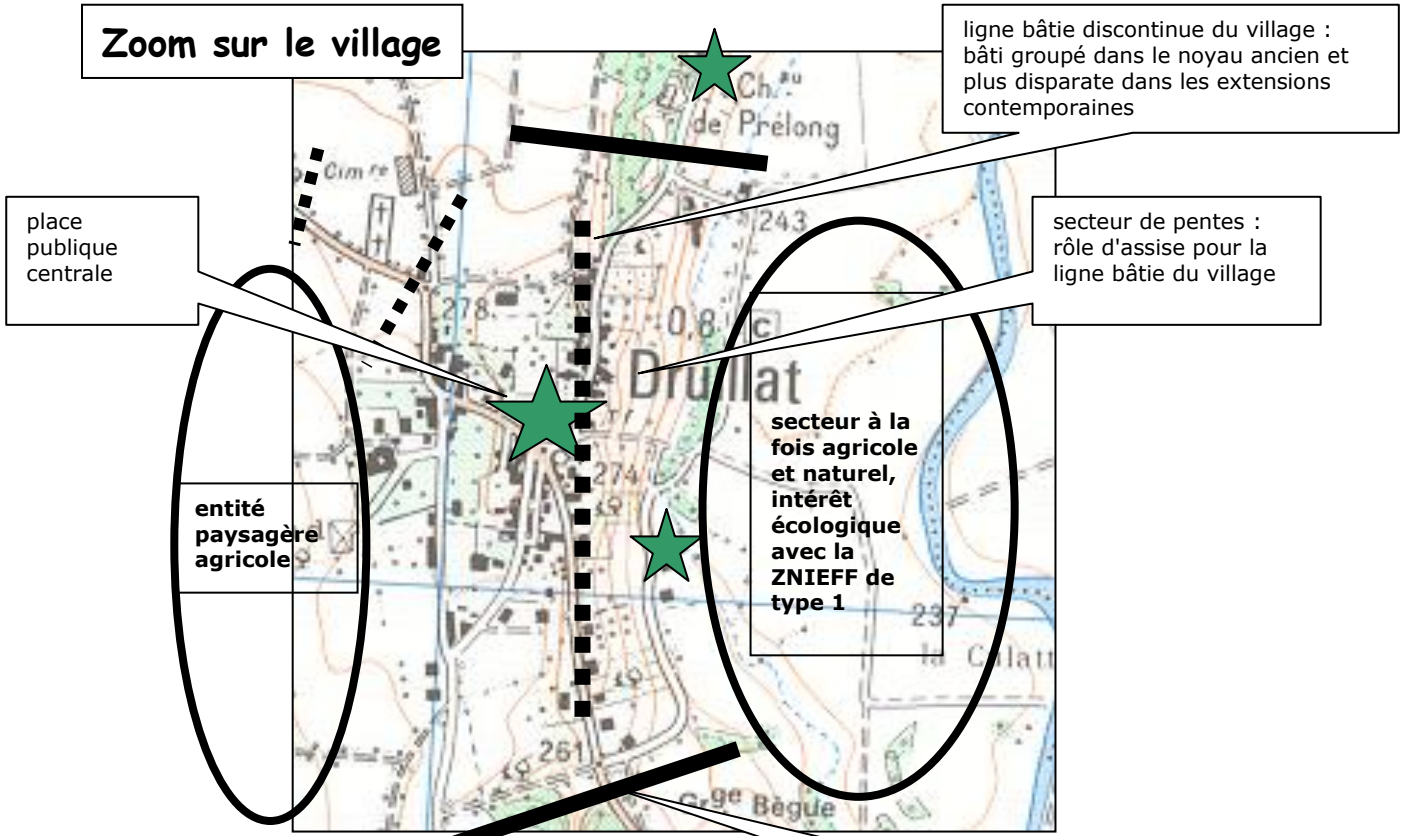 Zoom sur le village
ligne bâtie discontinue du village :
bâti groupé dans le noyau ancien et
plus disparate dans les extensions
contemporaines
Ch.au
de Prélong
Cimre
place
publique
centrale
243
secteur de pentes :
rôle d'assise pour la
ligne bâtie du village
278.
0,8
C
Druillat
secteur à la
fois agricole
et naturel,
intérêt
écologique
avec la
ZNIEFF de
type 1
274
entité
paysagère
agricole
237
la
261
Grge Bègue